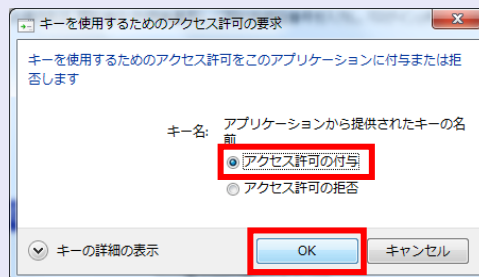 キーを使用するためのアクセス許可の要求
キーを使用するためのアクセス許可をこのアプリケーションに付与または拒
否します
キー名: アプリケーションから提供されたキーの名
前
アクセス許可の付与
アクセス許可の拒否
キーの詳細の表示 OK キャンセル